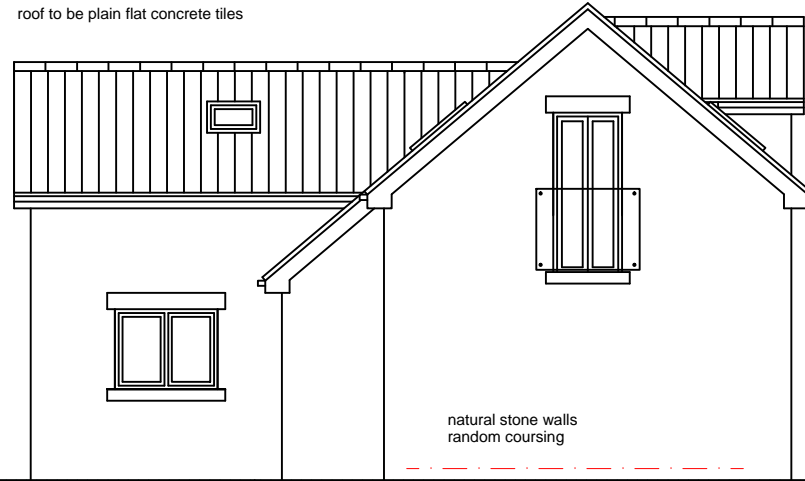 roof to be plain flat concrete tiles
natural stone walls
random coursing